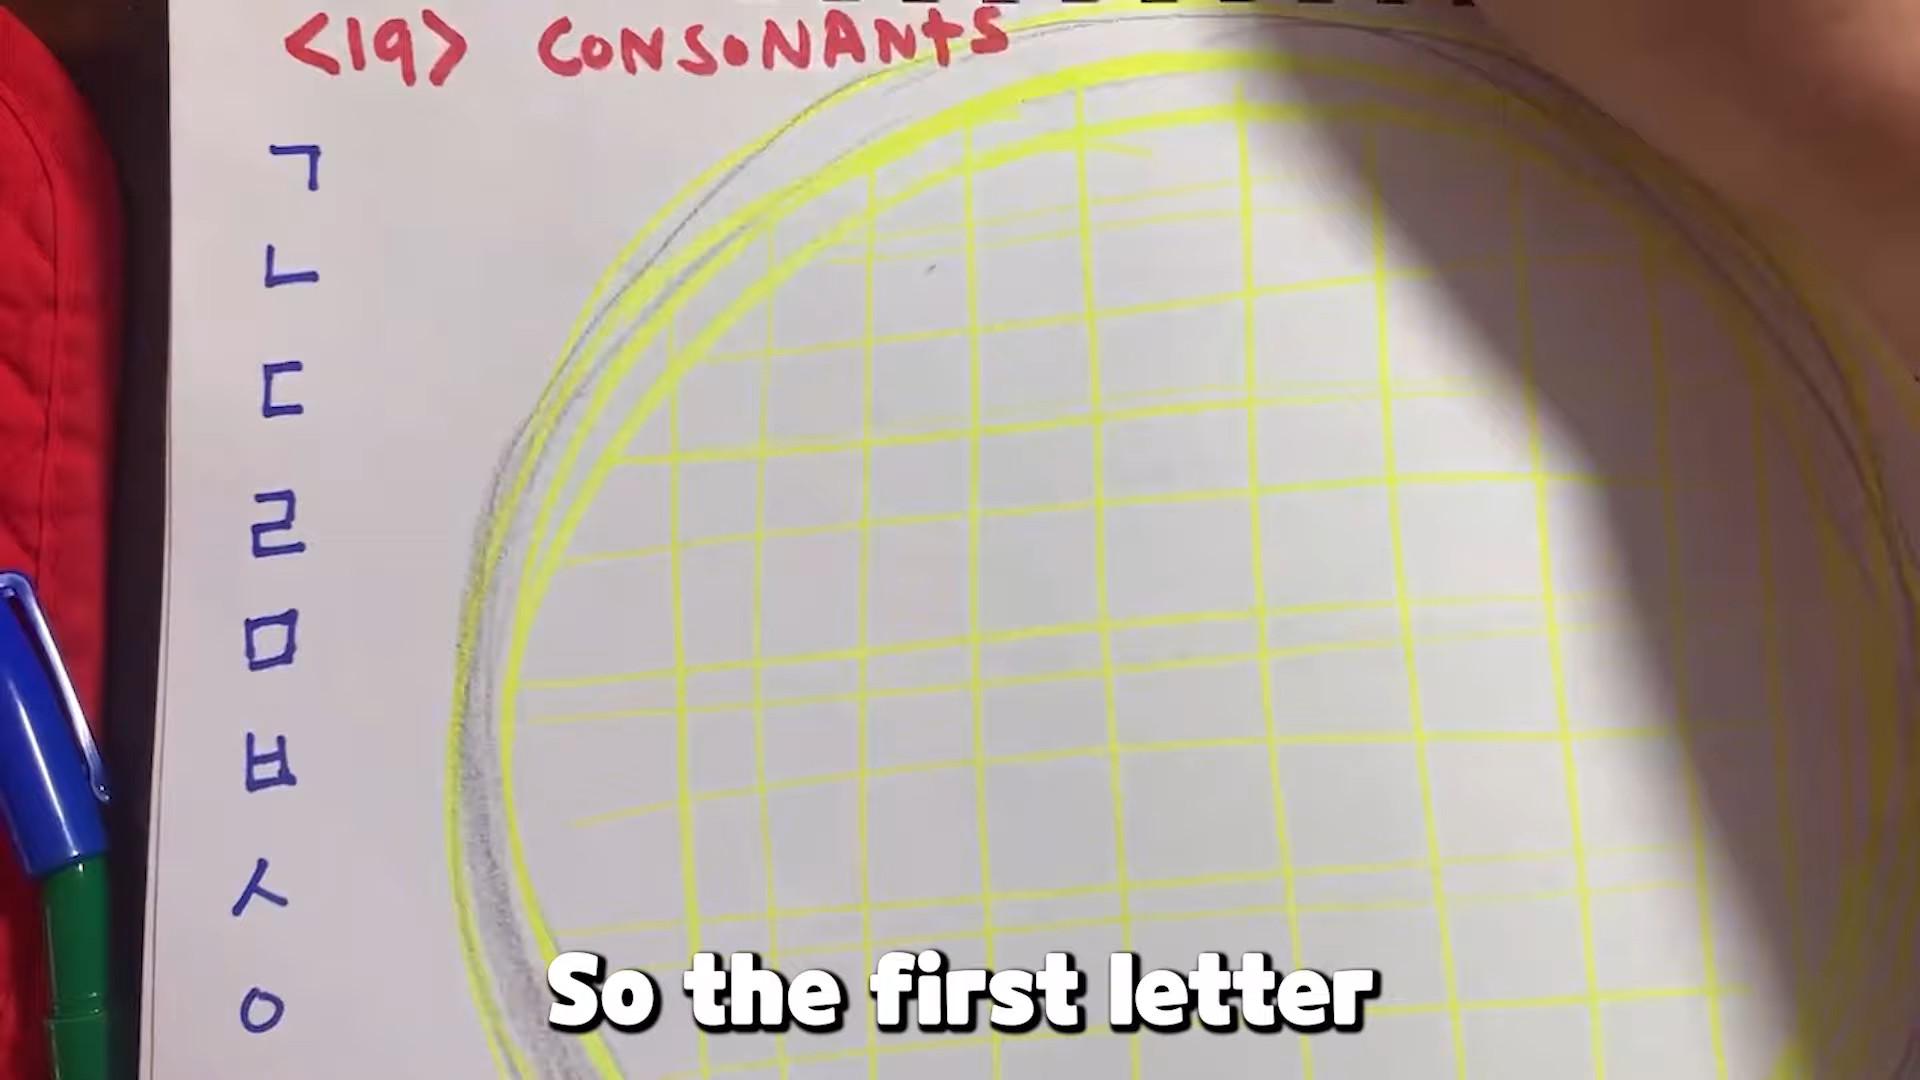 <19> CONSONANTS
ㄱ
ㄴ
ㄷ
ㄹ
ㅁ
ㅂ
ㅅ
ㅇ
So the first letter